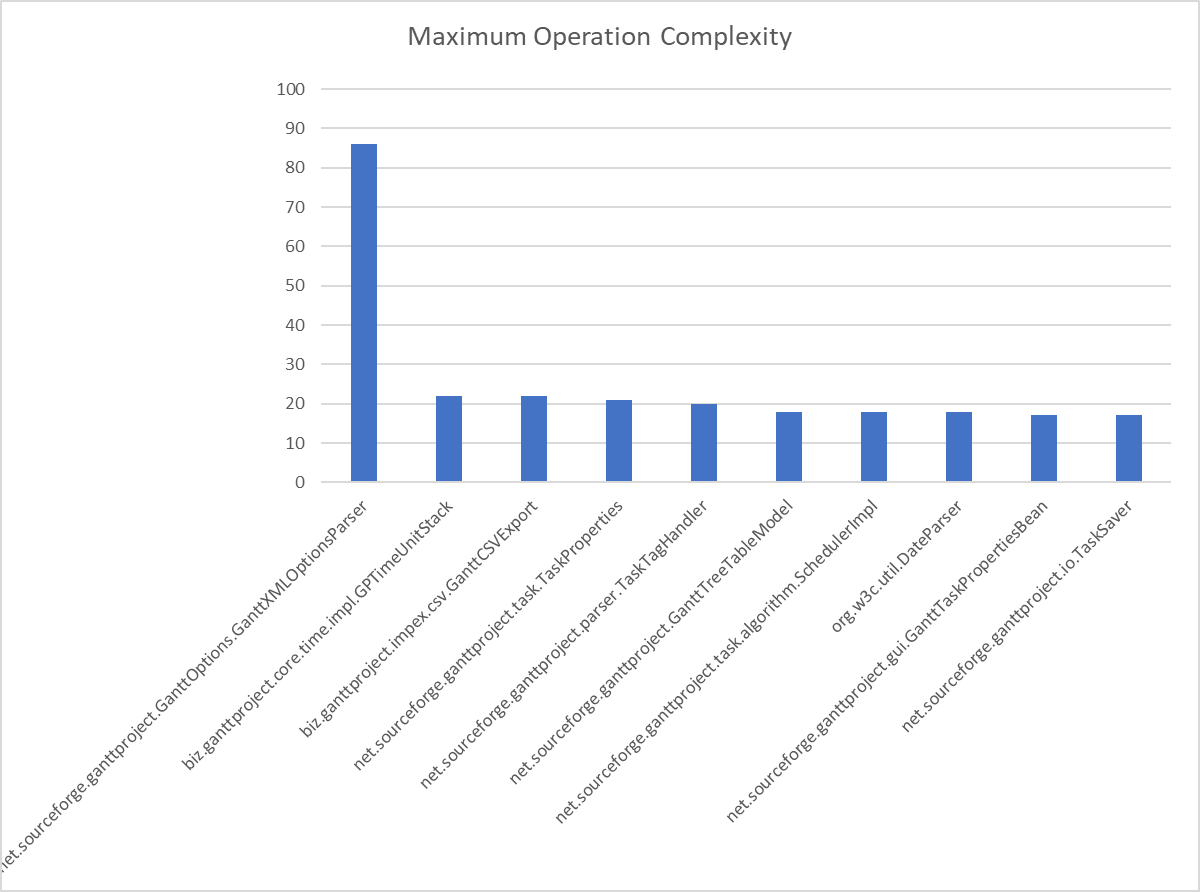 Maximum Operation Complexity
100
90
80
70
60
50
40
30
20
10
0
net.sourceforge.ganttproject.GanttOptions.GanttXMLOptionsParser
biz.ganttproject.core.time.impl.GPTimeUnitStack
biz.ganttproject.impex.csv.GanttCSVExport
net.sourceforge.ganttproject.task.TaskProperties
net.sourceforge.ganttproject.parser.TaskTagHandler
net.sourceforge.ganttproject.GanttTreeTableModel
net.sourceforge.ganttproject.task.algorithm.SchedulerImpl
org.w3c.util.DateParser
net.sourceforge.ganttproject.gui.GanttTaskPropertiesBean
net.sourceforge.ganttproject.io.TaskSaver